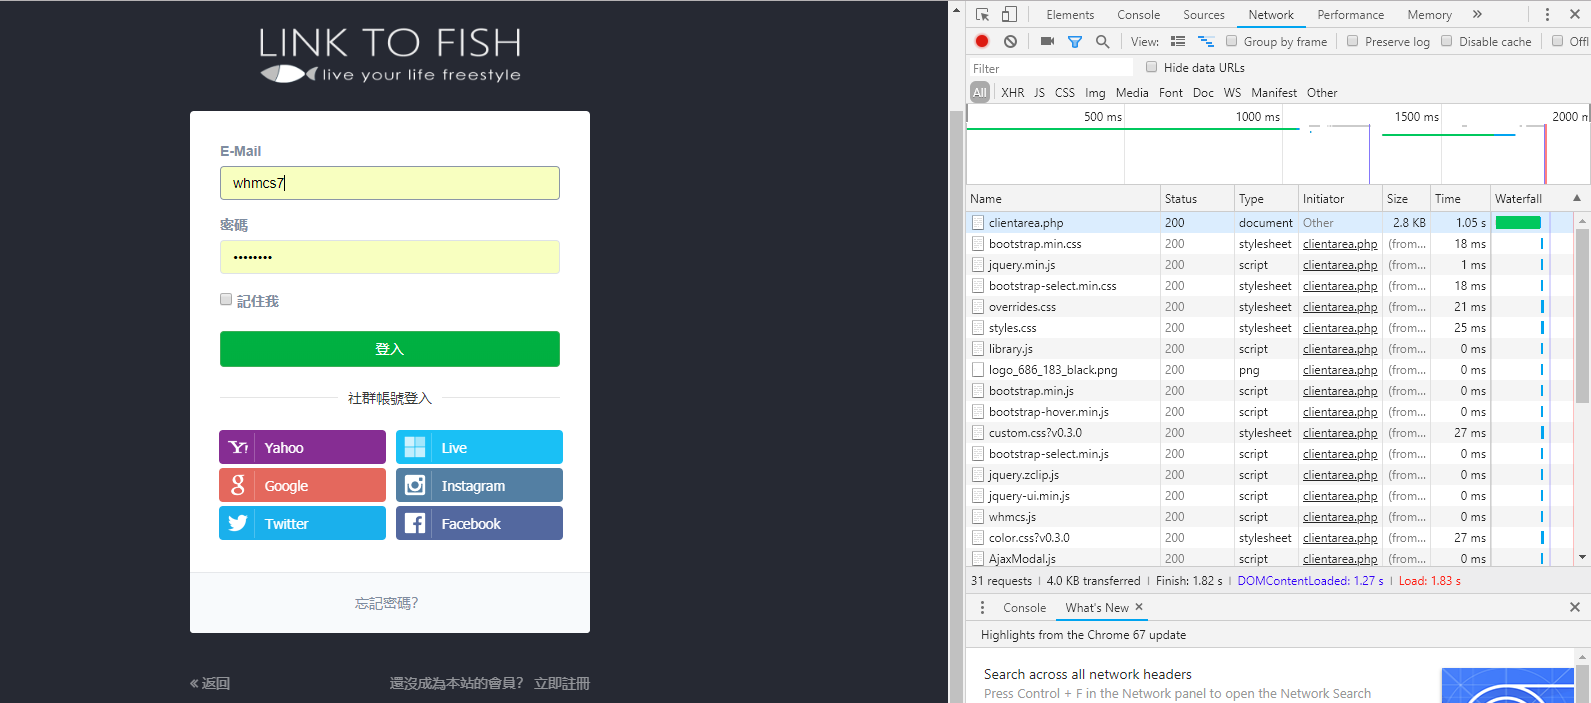 LINK TO FISH
live your life freestyle
E-Mail
whmcs7
密碼
••••••••
記住我
登入
社群帳號登入
Yahoo
Live
Google
Instagram
Twitter
Facebook
忘記密碼?
« 返回
還沒成為本站的會員? 立即註冊
Elements Console Sources Network Performance Memory »
View: Group by frame Preserve log Disable cache Offl
Filter
Hide data URLs
All XHR JS CSS Img Media Font Doc WS Manifest Other
500 ms 1000 ms 1500 ms 2000 m
Name Status Type Initiator Size Time Waterfall
clientarea.php 200 document Other 2.8 KB 1.05 s
bootstrap.min.css 200 stylesheet clientarea.php (from... 18 ms
jquery.min.js 200 script clientarea.php (from... 1 ms
bootstrap-select.min.css 200 stylesheet clientarea.php (from... 18 ms
overrides.css 200 stylesheet clientarea.php (from... 21 ms
styles.css 200 stylesheet clientarea.php (from... 25 ms
library.js 200 script clientarea.php (from... 0 ms
logo_686_183_black.png 200 png clientarea.php (from... 0 ms
bootstrap.min.js 200 script clientarea.php (from... 0 ms
bootstrap-hover.min.js 200 script clientarea.php (from... 0 ms
custom.css?v0.3.0 200 stylesheet clientarea.php (from... 27 ms
bootstrap-select.min.js 200 script clientarea.php (from... 0 ms
jquery.zclip.js 200 script clientarea.php (from... 0 ms
jquery-ui.min.js 200 script clientarea.php (from... 0 ms
whmcs.js 200 script clientarea.php (from... 0 ms
color.css?v0.3.0 200 stylesheet clientarea.php (from... 27 ms
AjaxModal.js 200 script clientarea.php (from... 0 ms
31 requests | 4.0 KB transferred | Finish: 1.82 s | DOMContentLoaded: 1.27 s | Load: 1.83 s
Console What's New ×
Highlights from the Chrome 67 update
Search across all network headers
Press Control + F in the Network panel to open the Network Search